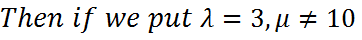 Then if we put λ = 3, μ ≠ 10